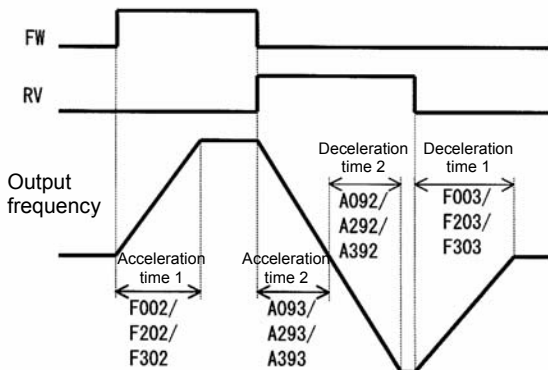 FW
RV
Output
frequency
Deceleration
time 2
A092/
A292/
A392
Deceleration
time 1
F003/
F203/
F303
Acceleration
time 1
F002/
F202/
F302
Acceleration
time 2
A093/
A293/
A393